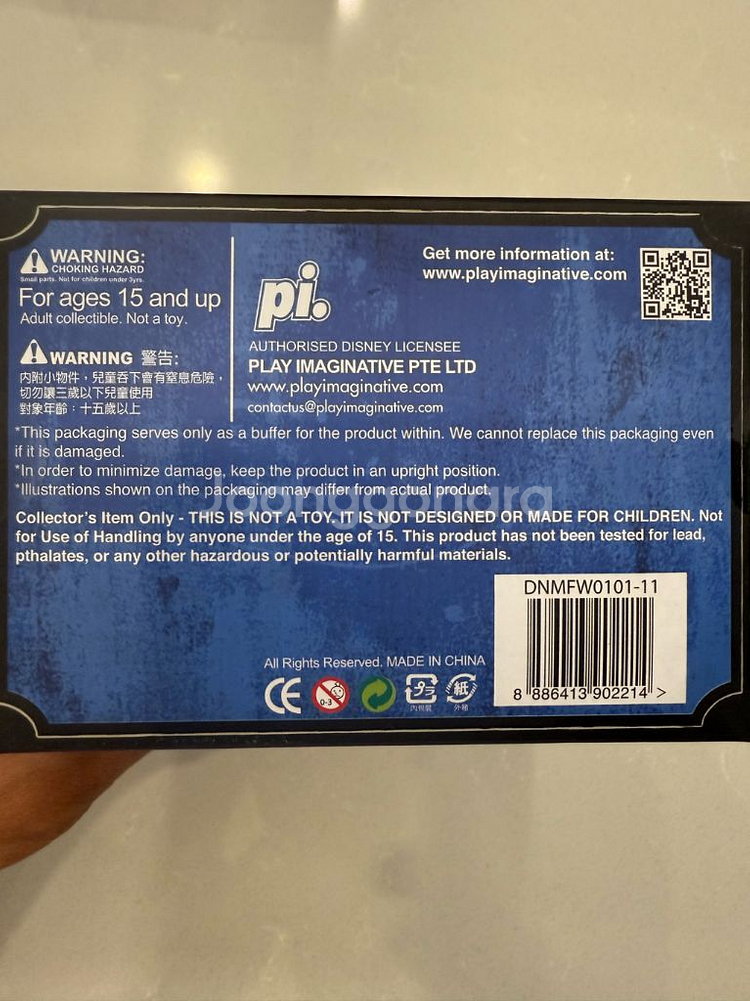 WARNING:
CHOKING HAZARD
Small parts. Not for children under 3yrs.
For ages 15 and up
Adult collectible. Not a toy.
WARNING 警告:
內附小物件，兒童吞下會有窒息危險，
切勿讓三歲以下兒童使用
對象年齡：十五歲以上
pi.
AUTHORISED DISNEY LICENSEE
PLAY IMAGINATIVE PTE LTD
www.playimaginative.com
contactus@playimaginative.com
Get more information at:
www.playimaginative.com
*This packaging serves only as a buffer for the product within. We cannot replace this packaging even
if it is damaged.
*In order to minimize damage, keep the product in an upright position.
*Illustrations shown on the packaging may differ from actual product.
Joonggonara
Collector's Item Only - THIS IS NOT A TOY. IT IS NOT DESIGNED OR MADE FOR CHILDREN. Not
for Use of Handling by anyone under the age of 15. This product has not been tested for lead,
pthalates, or any other hazardous or potentially harmful materials.
DNMFW0101-11
8 886413 902214 >
All Rights Reserved. MADE IN CHINA
CE
0-3
プラ
內包裝
紙
外箱